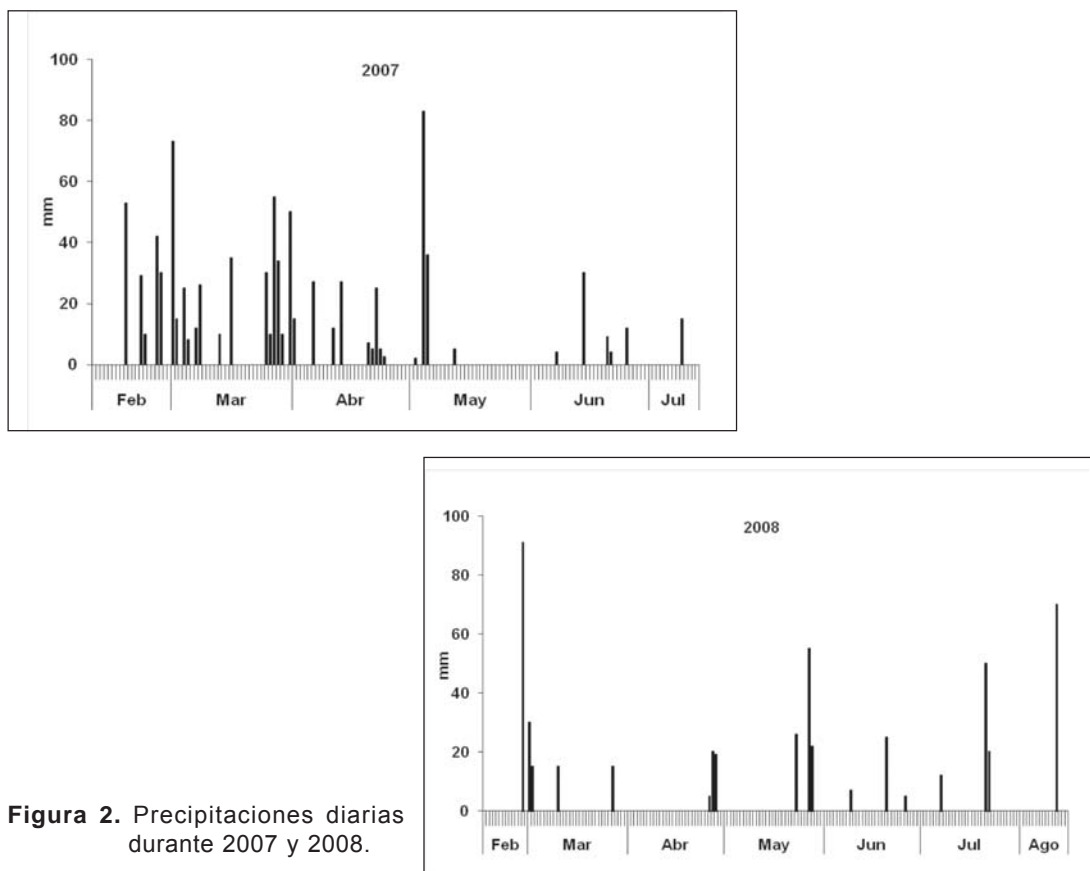 2007
100
80
60
40
20
0
mm
Feb Mar Abr May Jun Jul
2008
100
80
60
40
20
0
mm
Feb Mar Abr May Jun Jul Ago
Figura 2. Precipitaciones diarias
durante 2007 y 2008.